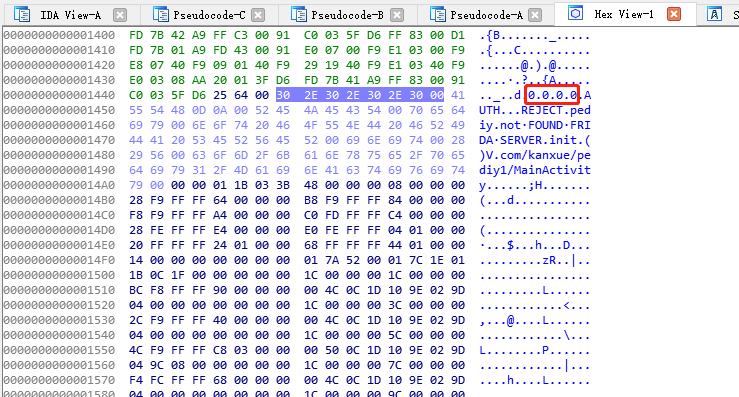 IDA View-A Pseudocode-C Pseudocode-B Pseudocode-A Hex View-1
0000000000001400 FD 7B 42 A9 FF C3 00 91 C0 03 5F D6 FF 83 00 D1 .{B......._.....
0000000000001410 FD 7B 01 A9 FD 43 00 91 E0 07 00 F9 E1 03 00 F9 .{...C..........
0000000000001420 E8 07 40 F9 09 01 40 F9 29 19 40 F9 E1 03 40 F9 ..@...@.).@...@.
0000000000001430 E0 03 08 AA 20 01 3F D6 FD 7B 41 A9 FF 83 00 91
0000000000001440 C0 03 5F D6 25 64 00 30 2E 30 2E 30 2E 30 00 41
0000000000001450 55 54 48 0D 0A 00 52 45 4A 45 43 54 00 70 65 64 UTH...REJECT.ped
0000000000001460 69 79 00 6E 6F 74 20 46 4F 55 4E 44 20 46 52 49 iy.not·FOUND·FRI
0000000000001470 44 41 20 53 45 52 56 45 52 00 69 6E 69 74 00 28 DA·SERVER.init.(
0000000000001480 29 56 00 63 6F 6D 2F 6B 61 6E 78 75 65 2F 70 65 )V.com/kanxue/pe
0000000000001490 64 69 79 31 2F 4D 61 69 6E 41 63 74 69 76 69 74 diy1/MainActivit
00000000000014A0 79 00 00 00 01 1B 03 3B 48 00 00 00 08 00 00 00 y......;H.......
00000000000014B0 28 F9 FF FF 64 00 00 00 B8 F9 FF FF 84 00 00 00 (...d...........
00000000000014C0 F8 F9 FF FF A4 00 00 00 C0 FD FF FF C4 00 00 00 ................
00000000000014D0 28 FE FF FF E4 00 00 00 E0 FE FF FF 04 01 00 00 (...............
00000000000014E0 20 FF FF FF 24 01 00 00 68 FF FF FF 44 01 00 00 ·...$...h...D...
00000000000014F0 14 00 00 00 00 00 00 00 01 7A 52 00 01 7C 1E 01 .........zR..|..
0000000000001500 1B 0C 1F 00 00 00 00 00 1C 00 00 00 1C 00 00 00 ................
0000000000001510 BC F8 FF FF 90 00 00 00 00 4C 0C 1D 10 9E 02 9D .........L......
0000000000001520 04 00 00 00 00 00 00 00 1C 00 00 00 3C 00 00 00 ............<...
0000000000001530 2C F9 FF FF 40 00 00 00 00 4C 0C 1D 10 9E 02 9D ,...@....L......
0000000000001540 04 00 00 00 00 00 00 00 1C 00 00 00 5C 00 00 00 ............\...
0000000000001550 4C F9 FF FF C8 03 00 00 00 50 0C 1D 10 9E 02 9D L........P......
0000000000001560 04 9C 08 00 00 00 00 00 1C 00 00 00 7C 00 00 00 ............|...
0000000000001570 F4 FC FF FF 68 00 00 00 00 4C 0C 1D 10 9E 02 9D ....h....L......